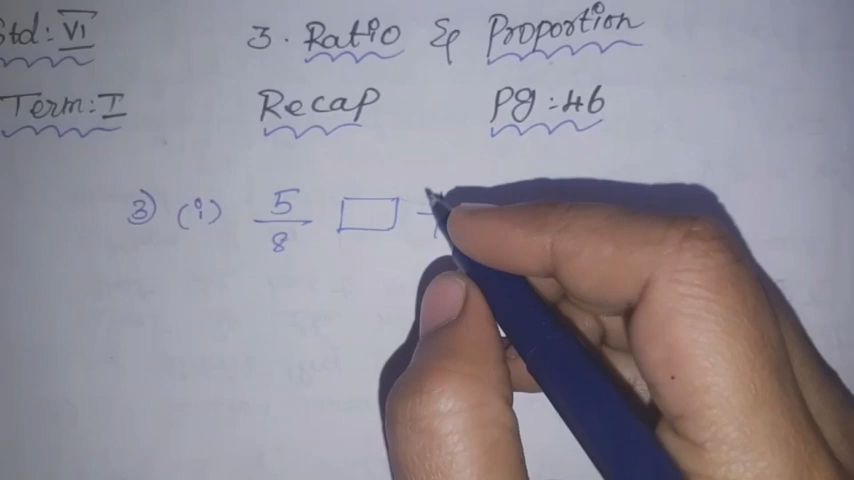 Std: VI 3. Ratio & Proportion
Term: I Recap Pg: 46
3) (i) 5/8 □